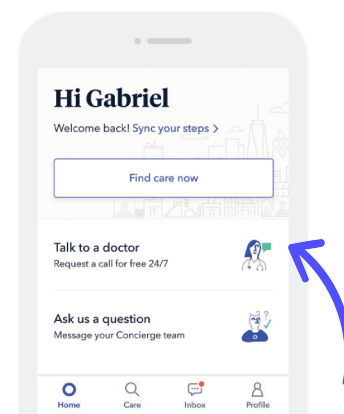 Hi Gabriel
Welcome back! Sync your steps >
Find care now
Talk to a doctor
Request a call for free 24/7
Ask us a question
Message your Concierge team
Home Care Inbox Profile